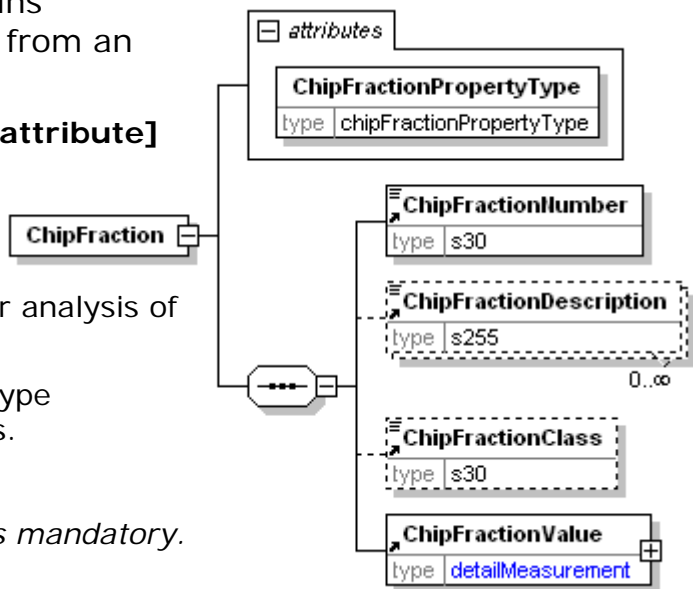 ns
from an
attribute]
r analysis of
ype
s.
s mandatory.
attributes
ChipFractionPropertyType
type chipFractionPropertyType
ChipFraction
ChipFractionNumber
type s30
ChipFractionDescription
type s255
0..∞
ChipFractionClass
type s30
ChipFractionValue
type detailMeasurement